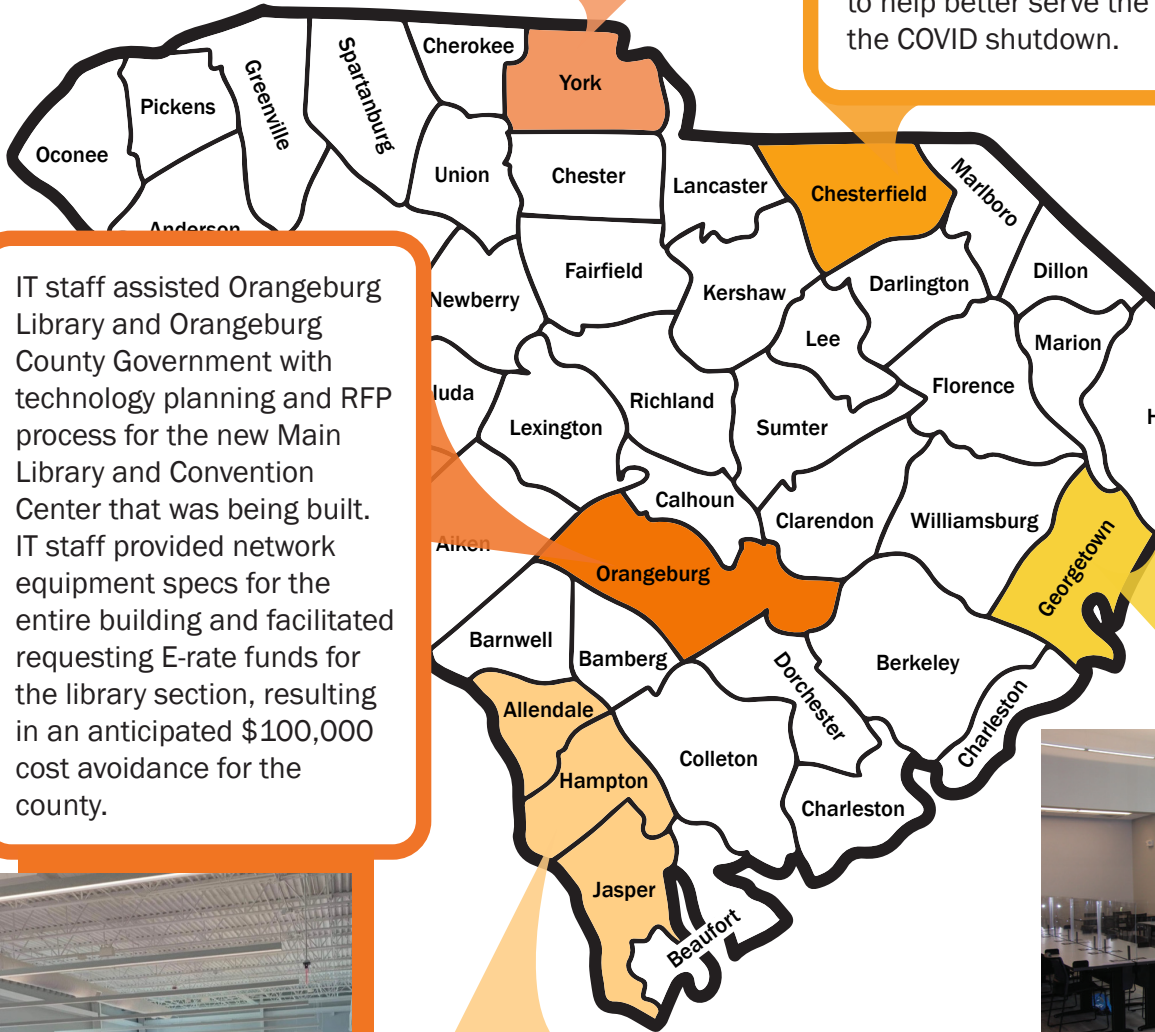 to help better serve the
the COVID shutdown.
Cherokee
York
Spartanburg
Greenville
Pickens
Oconee
Union
Chester
Lancaster
Chesterfield
Marlboro
Anderson
Fairfield
Newberry
Kershaw
Darlington
Dillon
Lee
Marion
IT staff assisted Orangeburg
Library and Orangeburg
County Government with
technology planning and RFP
process for the new Main
Library and Convention
Center that was being built.
IT staff provided network
equipment specs for the
entire building and facilitated
requesting E-rate funds for
the library section, resulting
in an anticipated $100,000
cost avoidance for the
county.
luda
Richland
Florence
Lexington
Sumter
H
Calhoun
Clarendon
Williamsburg
Aiken
Orangeburg
Georgetown
Barnwell
Bamberg
Berkeley
Dorchester
Allendale
Charleston
Colleton
Hampton
Charleston
Jasper
Beaufort